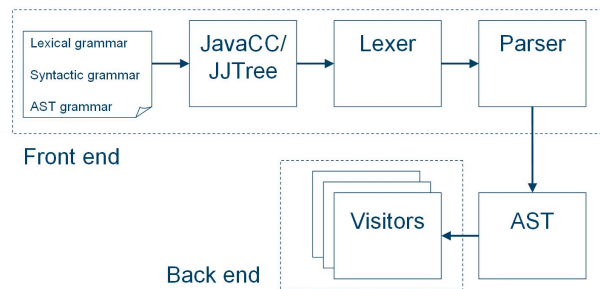 Lexical grammar
Syntactic grammar
AST grammar
JavaCC/
JJTree
Lexer
Parser
Front end
Visitors
AST
Back end